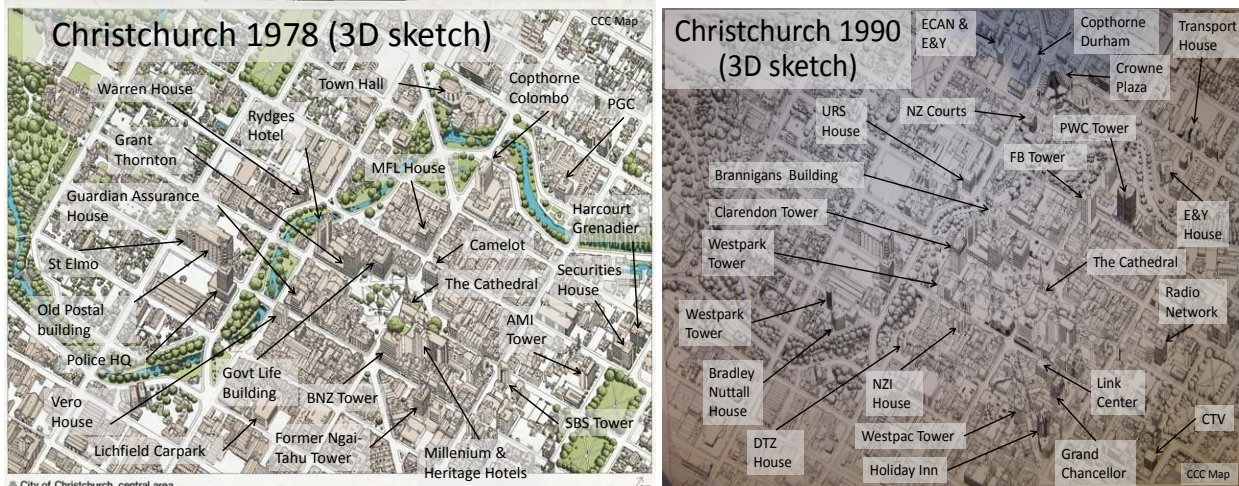 Christchurch 1978 (3D sketch)
CCC Map
Warren House
Town Hall
Copthorne
Colombo
PGC
Grant
Thornton
Rydges
Hotel
MFL House
Guardian Assurance
House
Harcourt
Grenadier
St Elmo
Camelot
The Cathedral
Securities
House
Old Postal
building
AMI
Tower
Police HQ
Govt Life
Building
BNZ Tower
Vero
House
SBS Tower
Lichfield Carpark
Former Ngai-
Tahu Tower
Millenium &
Heritage Hotels
City of Christchurch, central area
Christchurch 1990
(3D sketch)
ECAN &
E&Y
Copthorne
Durham
Transport
House
Crowne
Plaza
URS
House
NZ Courts
PWC Tower
FB Tower
Brannigans Building
Clarendon Tower
E&Y
House
Westpark
Tower
The Cathedral
Westpark
Tower
Radio
Network
Bradley
Nuttall
House
NZI
House
Link
Center
DTZ
House
Westpac Tower
Holiday Inn
Grand
Chancellor
CTV
CCC Map